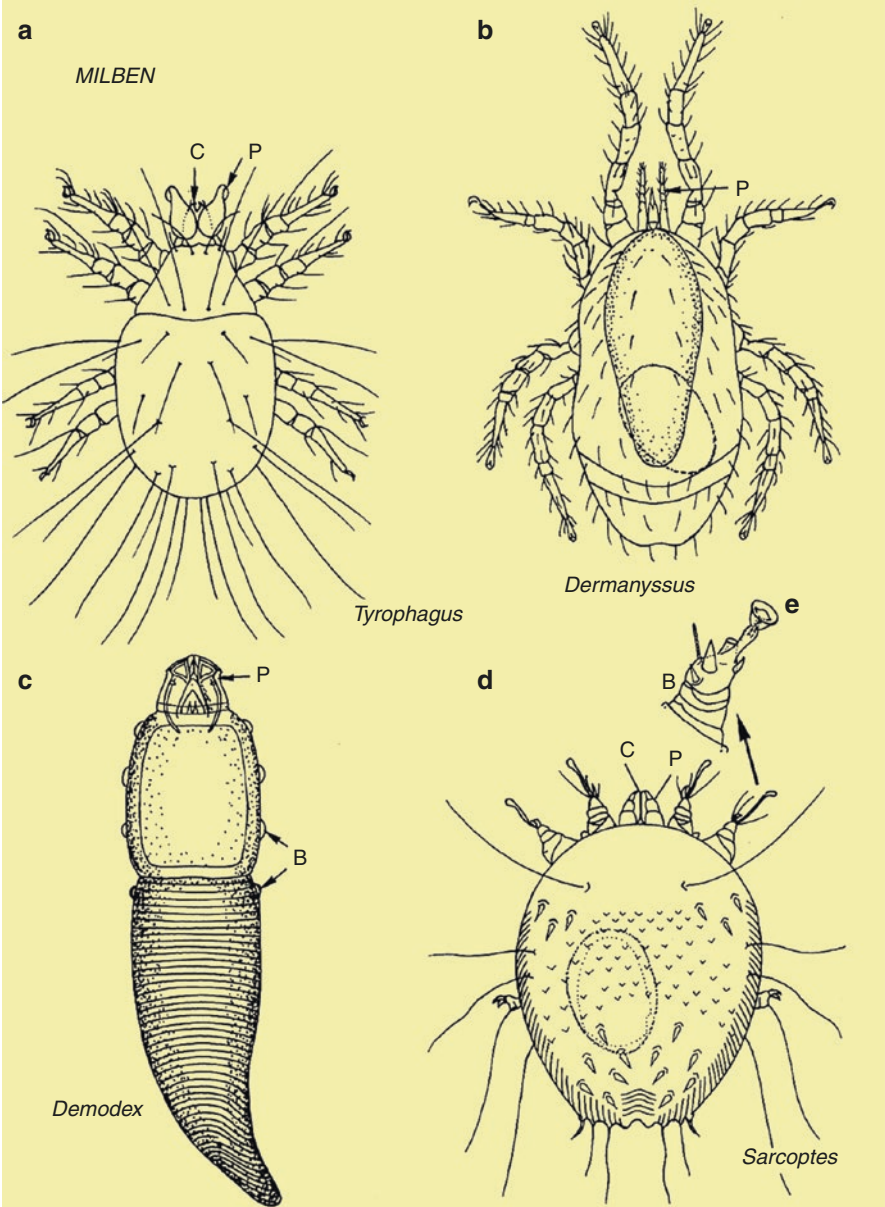 a
MILBEN
C
P
Tyrophagus
b
P
Dermanyssus
c
P
B
Demodex
d
C
P
Sarcoptes
e
B